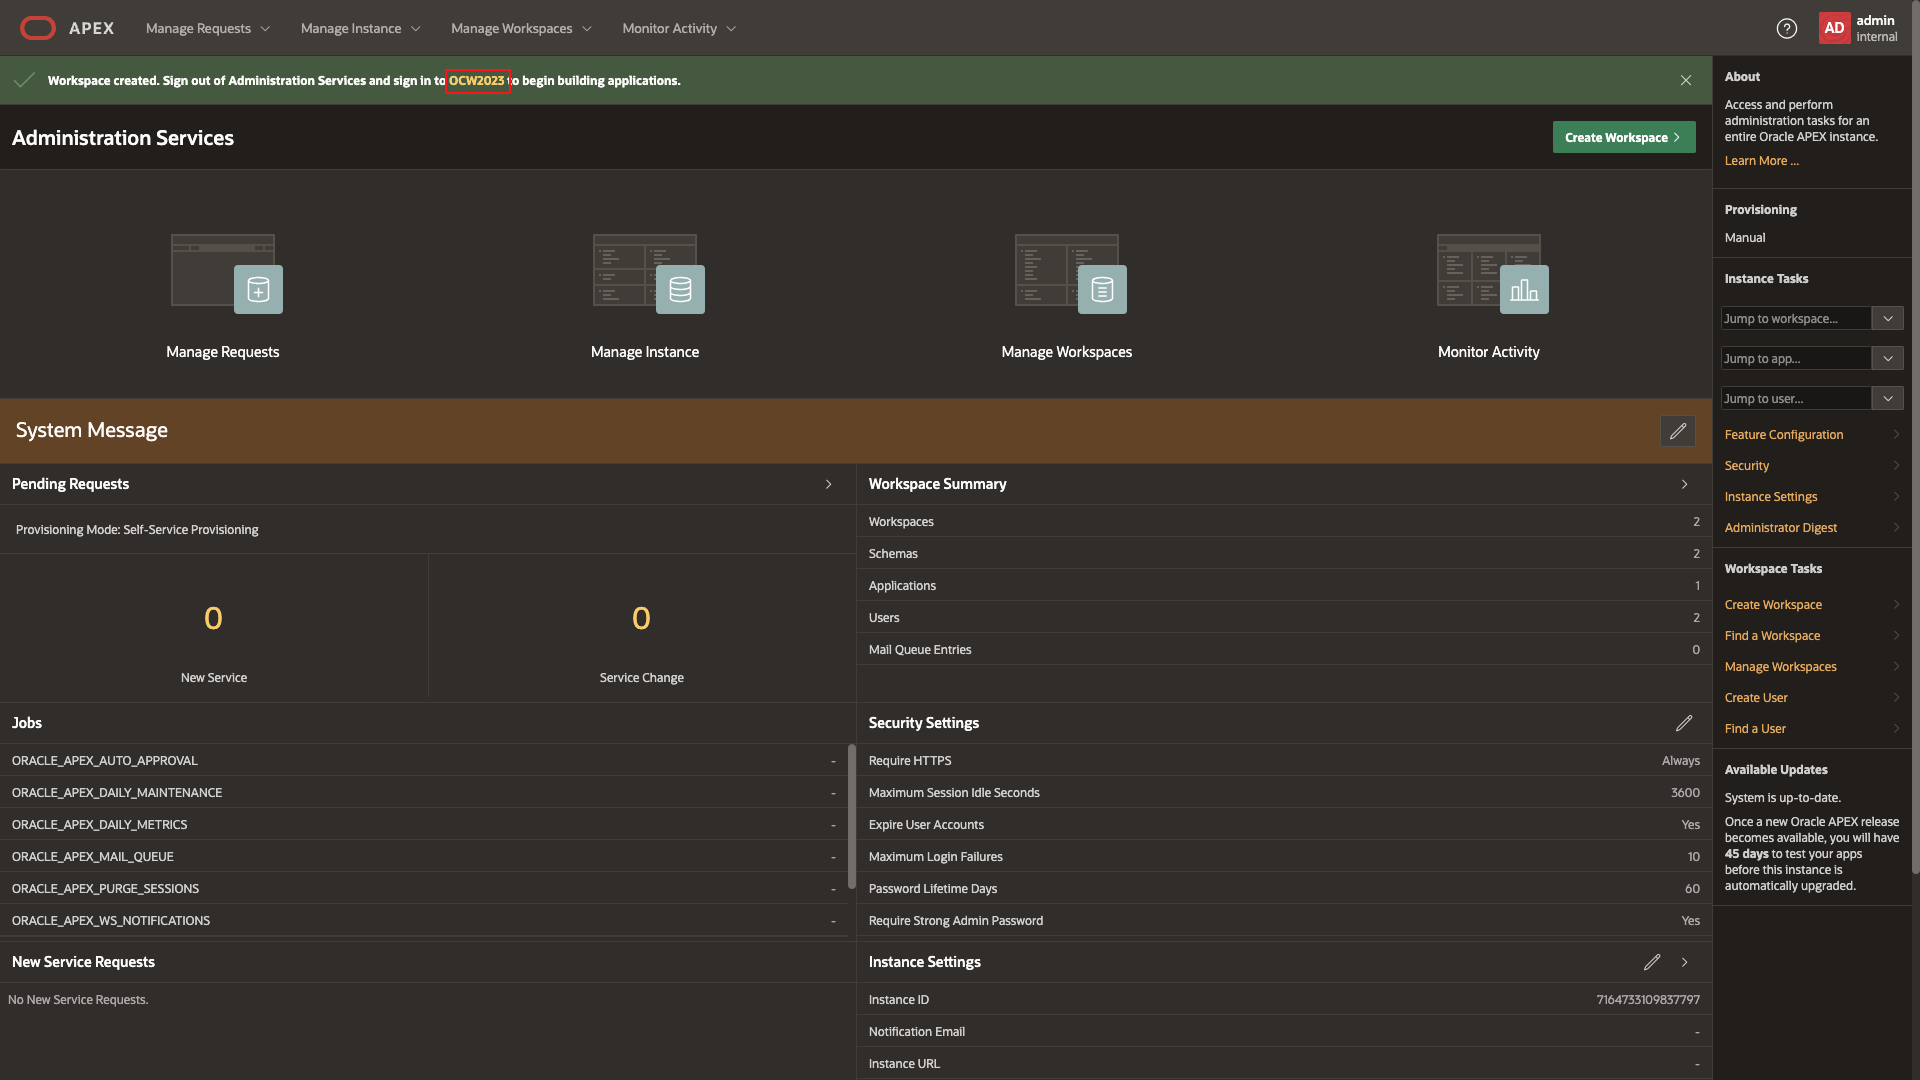 APEX
Manage Requests
Manage Instance
Manage Workspaces
Monitor Activity
?
AD
admin
internal
Workspace created. Sign out of Administration Services and sign in to OCW2023 to begin building applications.
Administration Services
Create Workspace
Manage Requests
Manage Instance
Manage Workspaces
Monitor Activity
System Message
Pending Requests
Provisioning Mode: Self-Service Provisioning
0
New Service
0
Service Change
Workspace Summary
Workspaces 2
Schemas 2
Applications 1
Users 2
Mail Queue Entries 0
Jobs
ORACLE_APEX_AUTO_APPROVAL -
ORACLE_APEX_DAILY_MAINTENANCE -
ORACLE_APEX_DAILY_METRICS -
ORACLE_APEX_MAIL_QUEUE -
ORACLE_APEX_PURGE_SESSIONS -
ORACLE_APEX_WS_NOTIFICATIONS -
Security Settings
Require HTTPS Always
Maximum Session Idle Seconds 3600
Expire User Accounts Yes
Maximum Login Failures 10
Password Lifetime Days 60
Require Strong Admin Password Yes
New Service Requests
No New Service Requests.
Instance Settings
Instance ID 7164733109837797
Notification Email -
Instance URL -
About
Access and perform
administration tasks for an
entire Oracle APEX instance.
Learn More ...
Provisioning
Manual
Instance Tasks
Jump to workspace...
Jump to app...
Jump to user...
Feature Configuration
Security
Instance Settings
Administrator Digest
Workspace Tasks
Create Workspace
Find a Workspace
Manage Workspaces
Create User
Find a User
Available Updates
System is up-to-date.
Once a new Oracle APEX release
becomes available, you will have
45 days to test your apps
before this instance is
automatically upgraded.